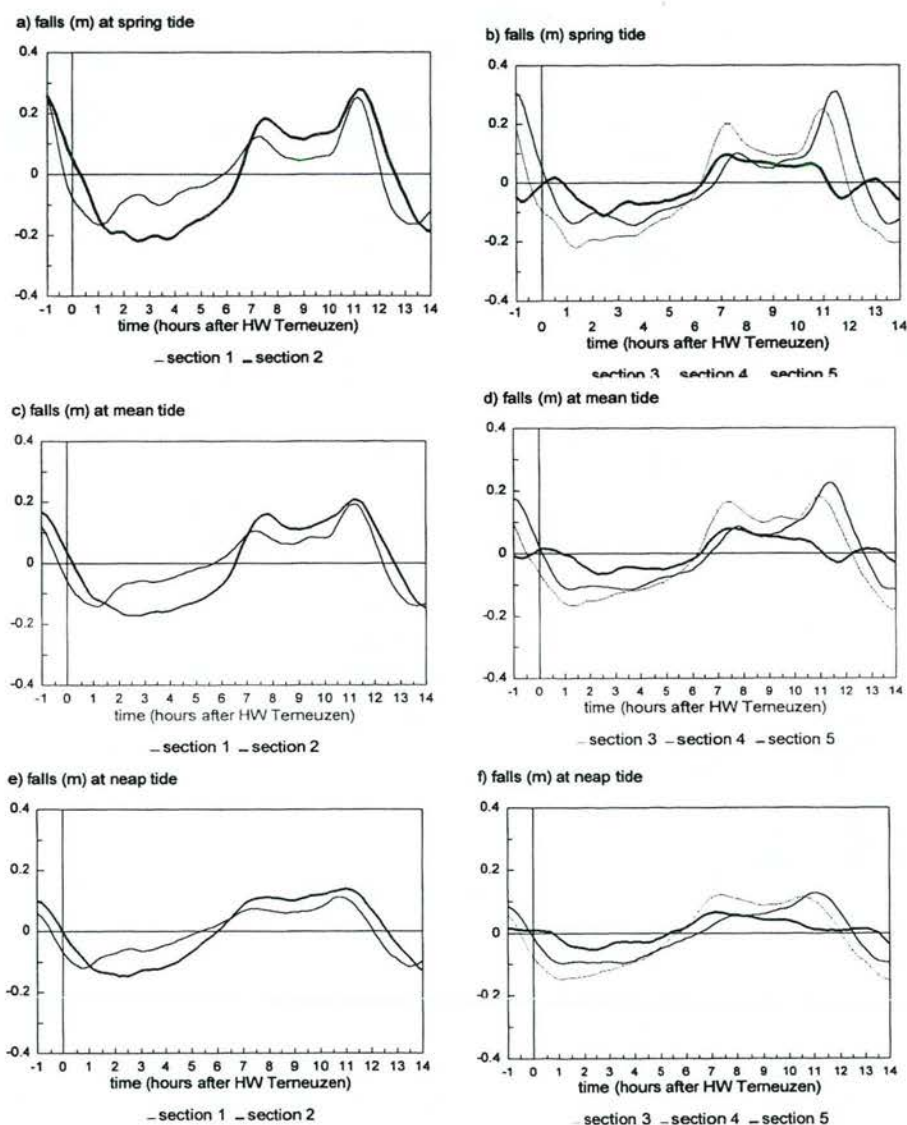 a) falls (m) at spring tide
0.4
0.2
0
-0.2
-0.4
-1 0 1 2 3 4 5 6 7 8 9 10 11 12 13 14
time (hours after HW Terneuzen)
section 1 section 2
b) falls (m) spring tide
0.4
0.2
0
-0.2
-0.4
-1 0 1 2 3 4 5 6 7 8 9 10 11 12 13 14
time (hours after HW Terneuzen)
section 3 section 4 section 5
c) falls (m) at mean tide
0.4
0.2
0
-0.2
-0.4
-1 0 1 2 3 4 5 6 7 8 9 10 11 12 13 14
time (hours after HW Terneuzen)
section 1 section 2
d) falls (m) at mean tide
0.4
0.2
0
-0.2
-0.4
-1 0 1 2 3 4 5 6 7 8 9 10 11 12 13 14
time (hours after HW Terneuzen)
section 3 section 4 section 5
e) falls (m) at neap tide
0.4
0.2
0
-0.2
-0.4
-1 0 1 2 3 4 5 6 7 8 9 10 11 12 13 14
time (hours after HW Terneuzen)
section 1 section 2
f) falls (m) at neap tide
0.4
0.2
0
-0.2
-0.4
-1 0 1 2 3 4 5 6 7 8 9 10 11 12 13 14
time (hours after HW Terneuzen)
section 3 section 4 section 5